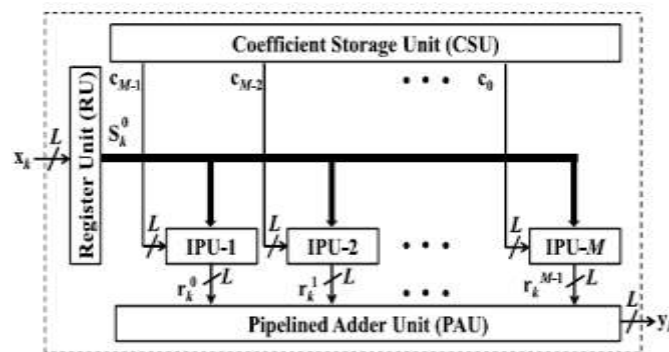 Coefficient Storage Unit (CSU)
c_{M-1} c_{M-2} • • • c_0
Register Unit (RU)
S_k^0
x_k L
L L L
IPU-1 IPU-2 • • • IPU-M
r_k^0 L r_k^1 L • • • r_k^{M-1} L
Pipelined Adder Unit (PAU)
L